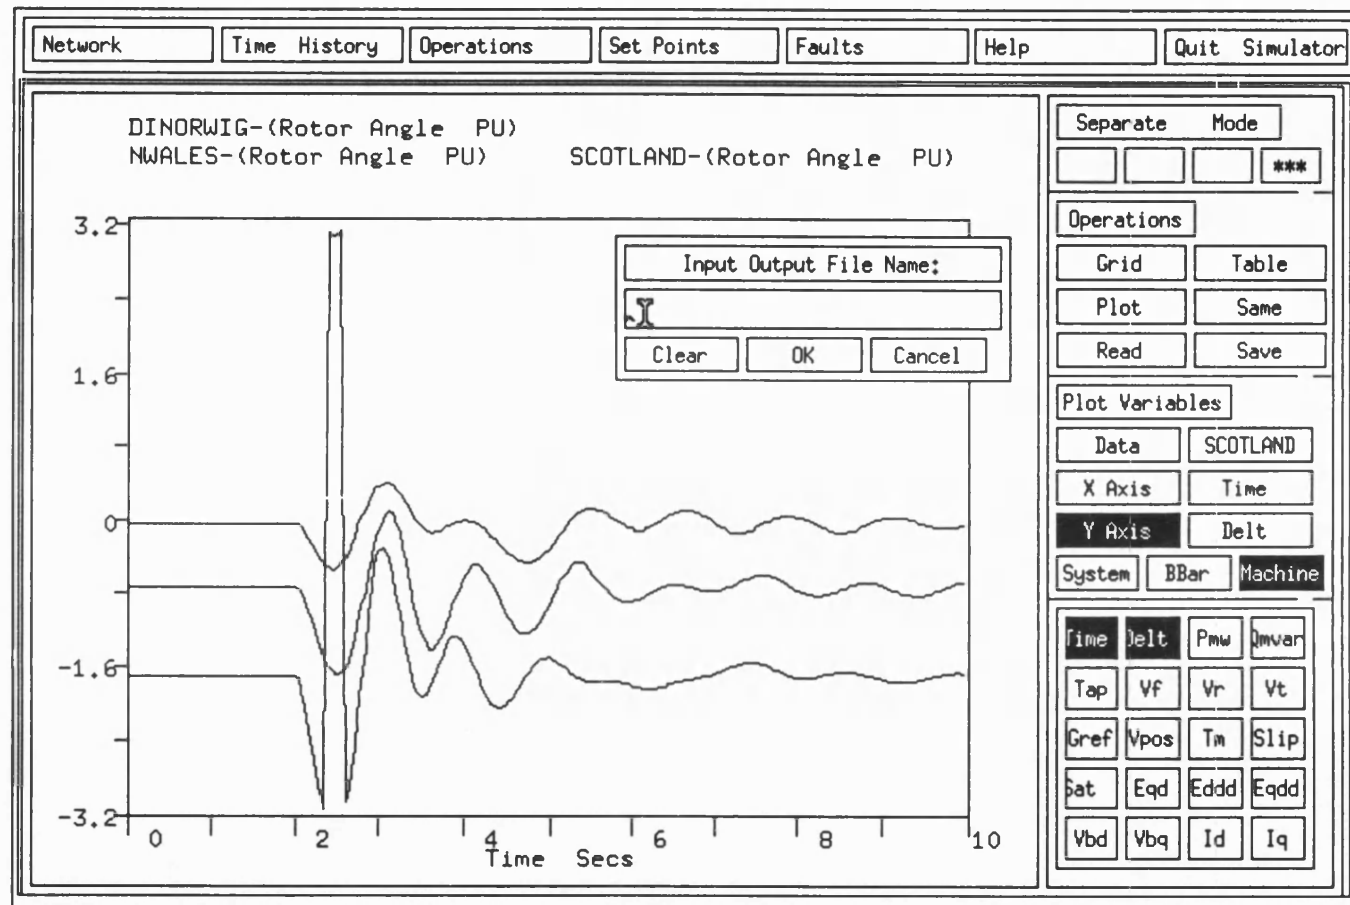 Network Time History Operations Set Points Faults Help Quit Simulator
DINORWIG-(Rotor Angle PU)
NWALES-(Rotor Angle PU) SCOTLAND-(Rotor Angle PU)
3.2
1.6
0
-1.6
-3.2
0 2 4 6 8 10
Time Secs
Input Output File Name:
Clear OK Cancel
Separate Mode
***
Operations
Grid Table
Plot Same
Read Save
Plot Variables
Data SCOTLAND
X Axis Time
Y Axis Delt
System BBar Machine
Time Delt Pmw Qmvar
Tap Vf Vr Vt
Gref Vpos Tm Slip
Sat Eqd Eddd Eqdd
Vbd Vbq Id Iq